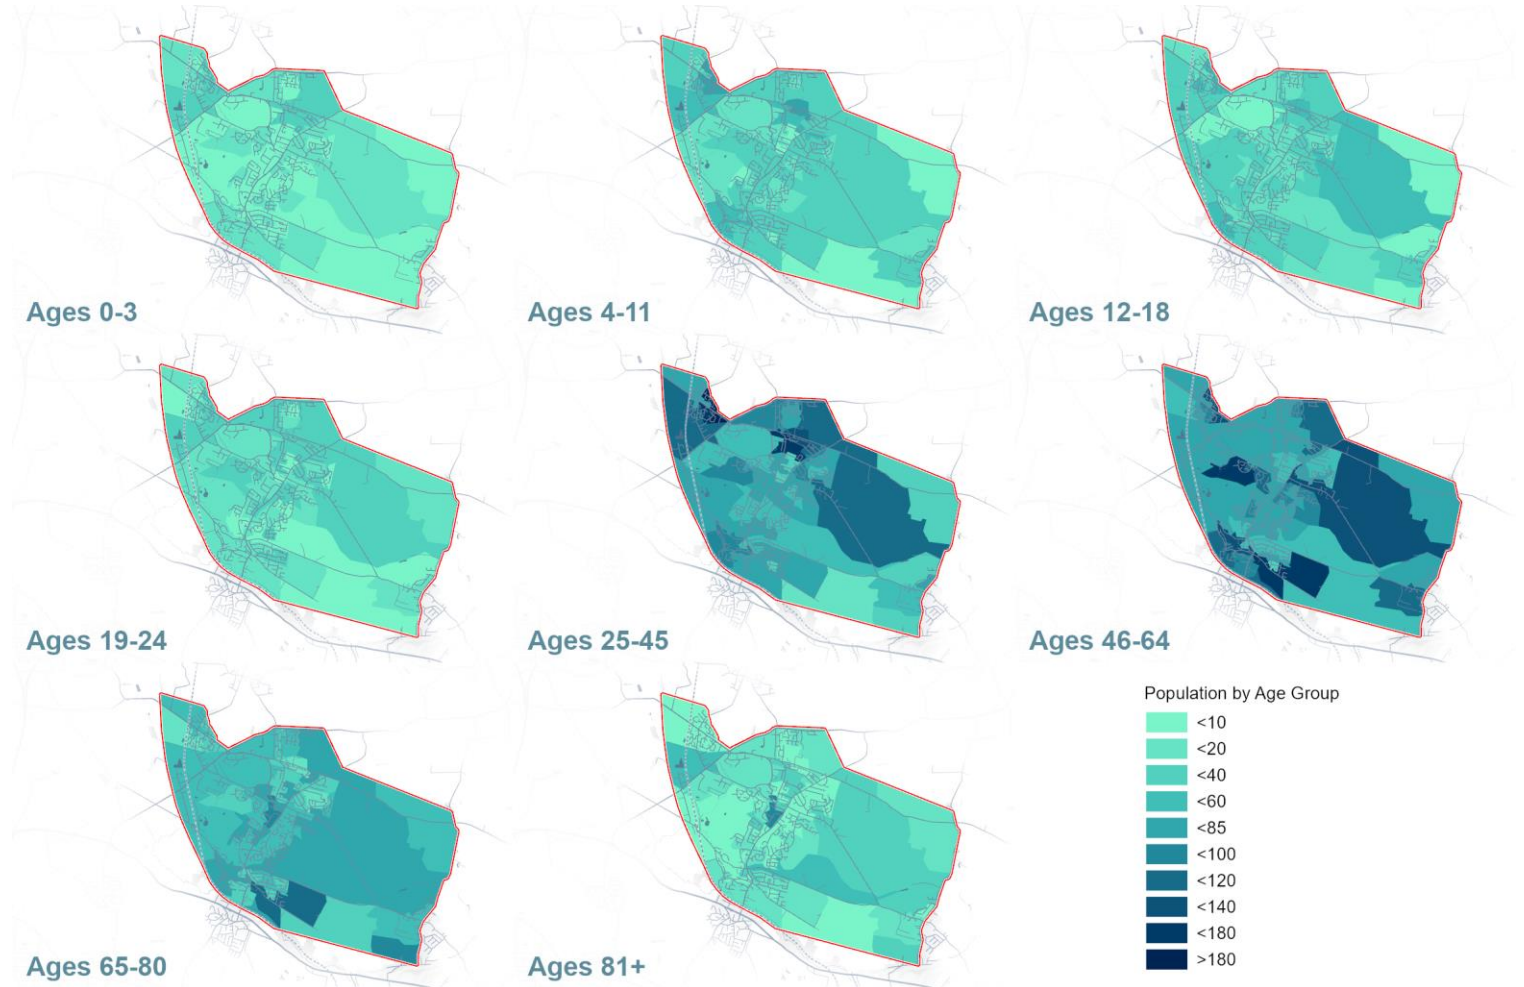 Ages 0-3
Ages 4-11
Ages 12-18
Ages 19-24
Ages 25-45
Ages 46-64
Ages 65-80
Ages 81+
Population by Age Group
<10
<20
<40
<60
<85
<100
<120
<140
<180
>180